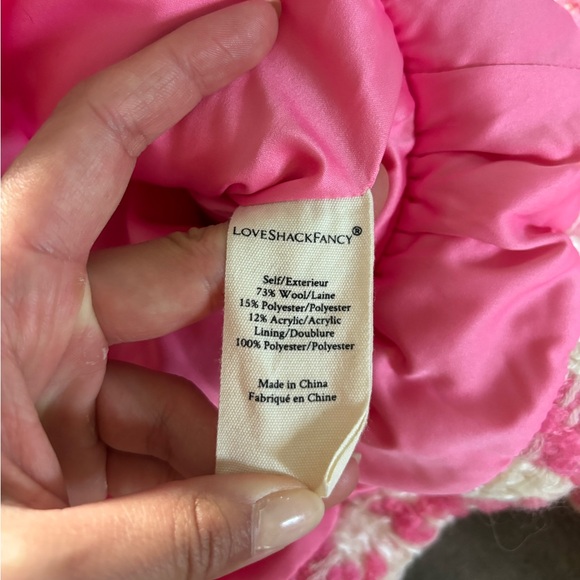 LOVESHACKFANCY®
Self/Exterieur
73% Wool/Laine
15% Polyester/Polyester
12% Acrylic/Acrylic
Lining/Doublure
100% Polyester/Polyester
Made in China
Fabriqué en Chine